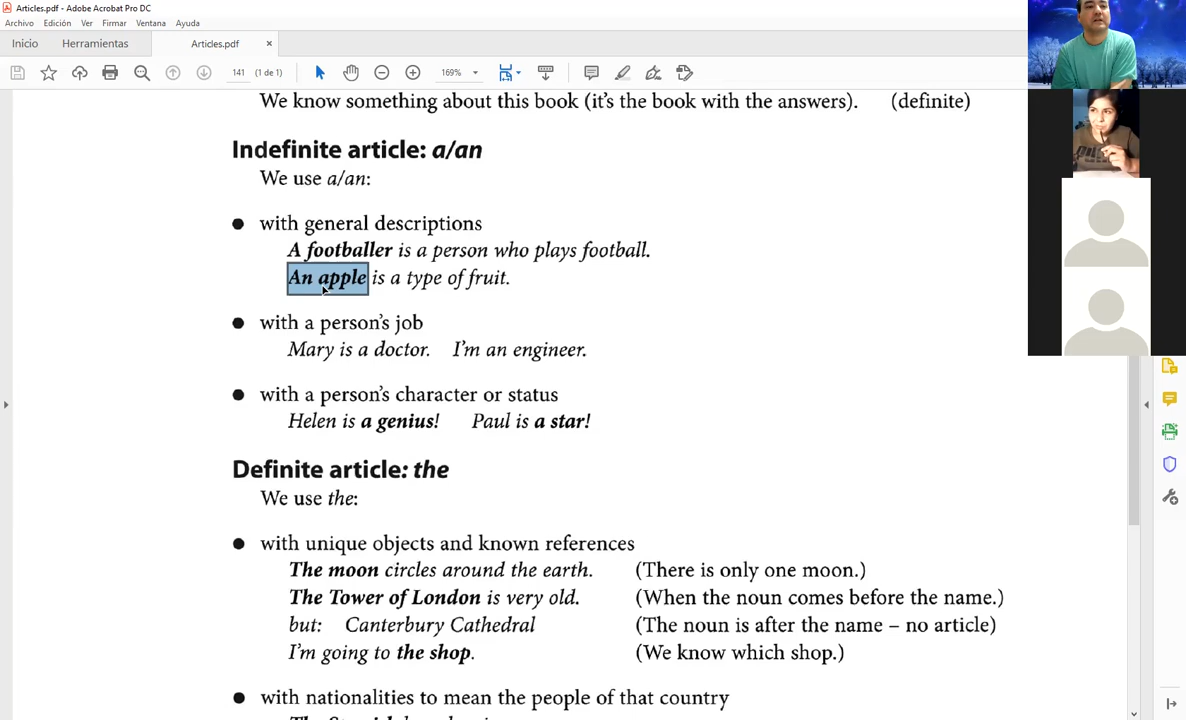 Articles.pdf - Adobe Acrobat Pro DC
Archivo Edición Ver Firmar Ventana Ayuda
Inicio Herramientas Articles.pdf ×
141 (1 de 1) 169%
We know something about this book (it's the book with the answers). (definite)
Indefinite article: a/an
We use a/an:
● with general descriptions
A footballer is a person who plays football.
An apple is a type of fruit.
● with a person's job
Mary is a doctor. I'm an engineer.
● with a person's character or status
Helen is a genius! Paul is a star!
Definite article: the
We use the:
● with unique objects and known references
The moon circles around the earth. (There is only one moon.)
The Tower of London is very old. (When the noun comes before the name.)
but: Canterbury Cathedral (The noun is after the name – no article)
I'm going to the shop. (We know which shop.)
● with nationalities to mean the people of that country